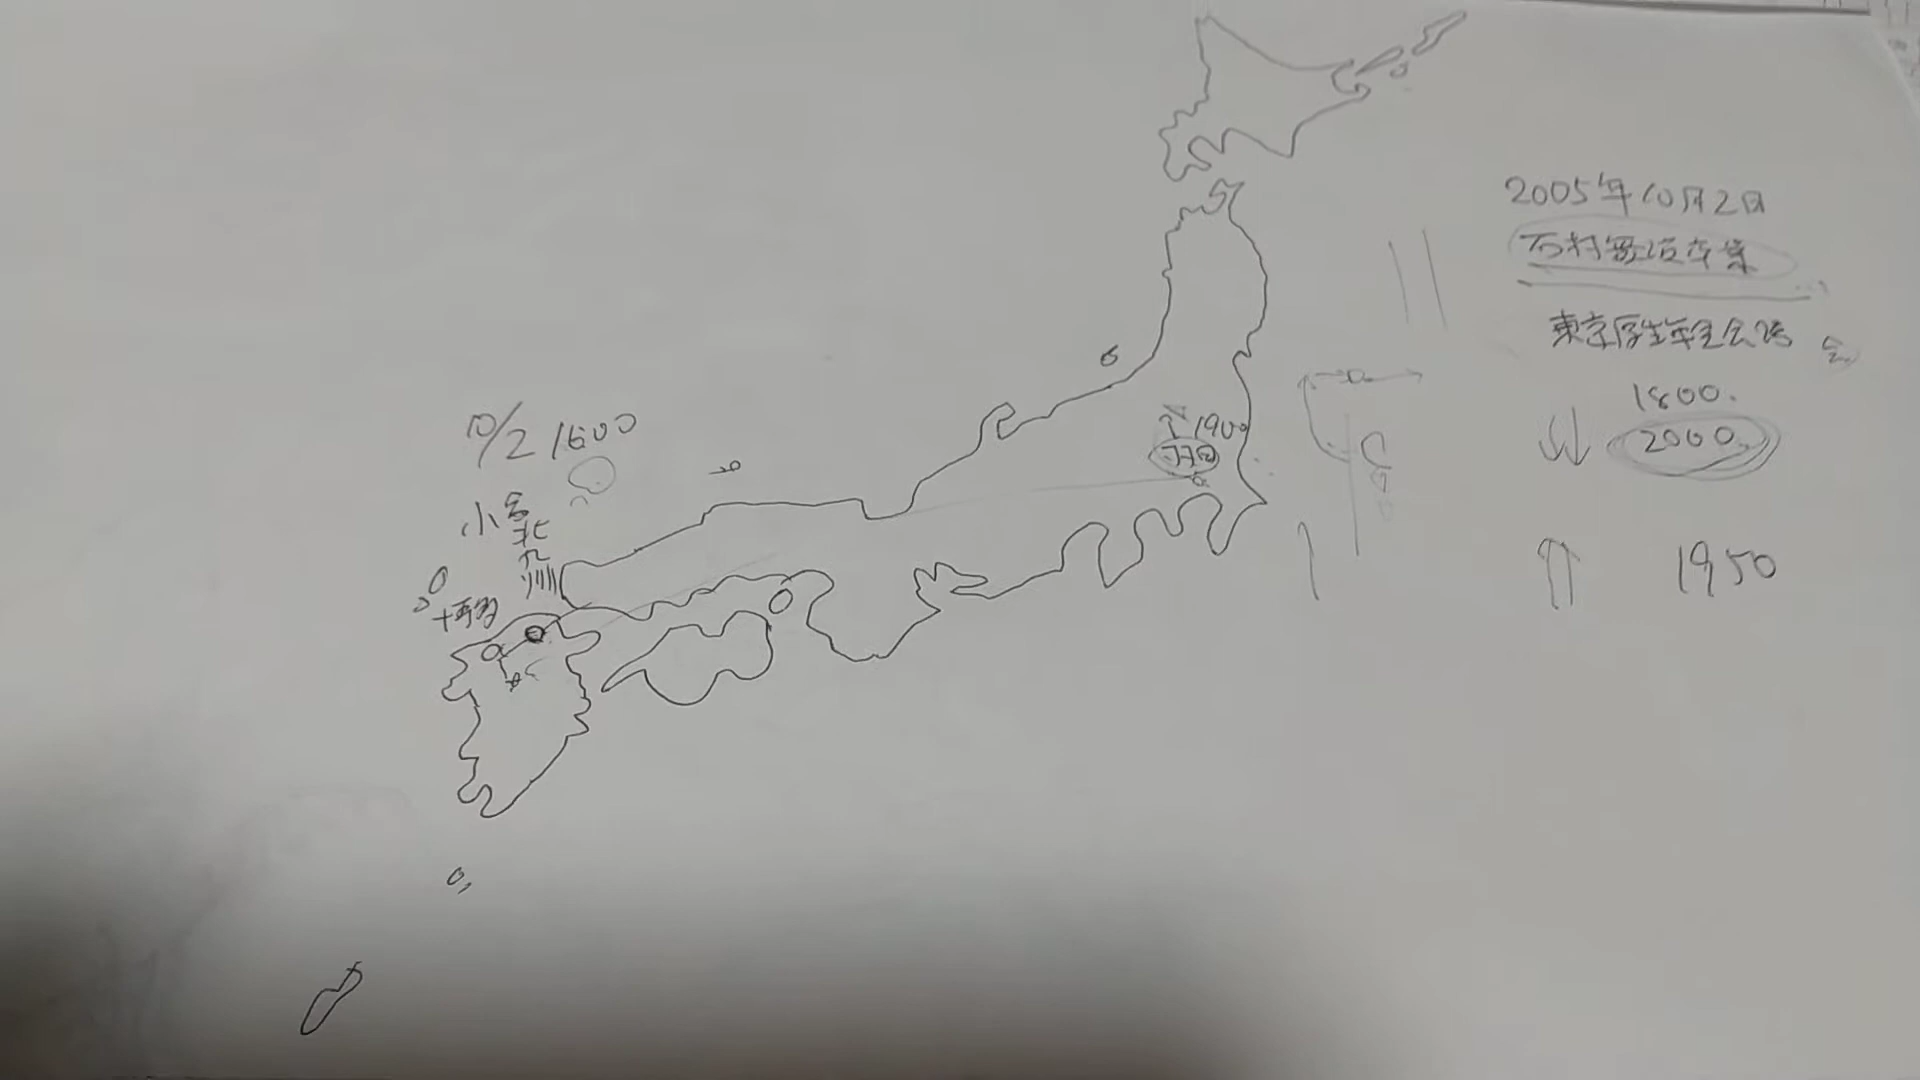 2005年10月2日
東京厚生年金会館
1800.
2000
1950
1900
羽田
10/2 1600
小倉
北
九
州
博多